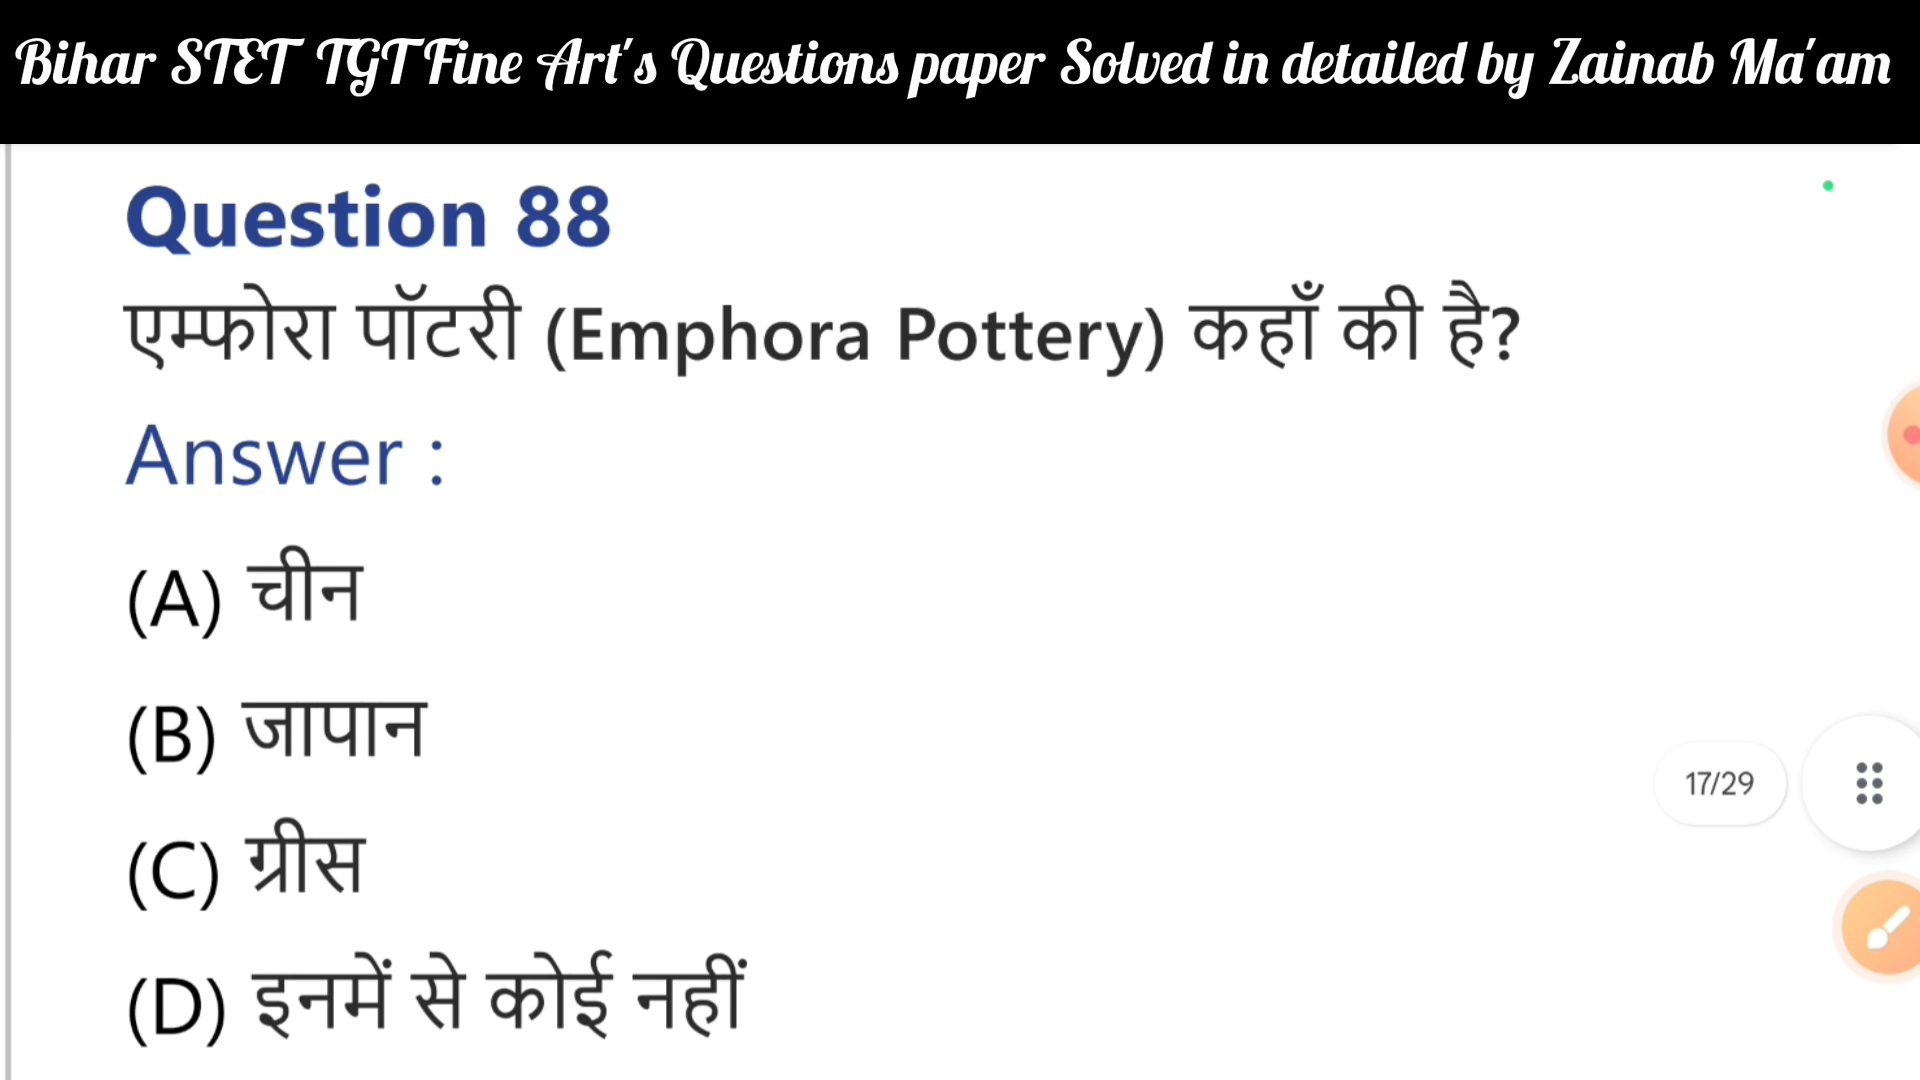 Bihar STET TGT Fine Art's Questions paper Solved in detailed by Zainab Ma'am
Question 88
एम्फोरा पॉटरी (Emphora Pottery) कहाँ की है?
Answer :
(A) चीन
(B) जापान
(C) ग्रीस
(D) इनमें से कोई नहीं
17/29